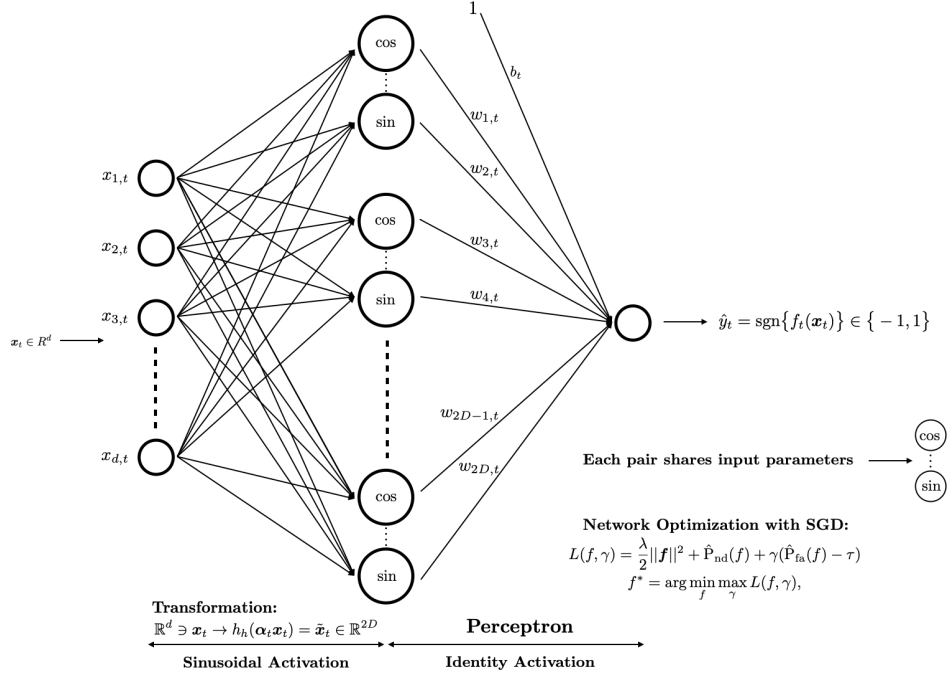 1
cos
b_t
sin
w_{1,t}
w_{2,t}
x_{1,t}
cos
x_{2,t}
w_{3,t}
sin
w_{4,t}
x_{3,t}
ŷ_t = sgn{f_t(𝒙_t)} ∈ {−1, 1}
𝒙_t ∈ R^d
w_{2D−1,t}
cos
x_{d,t}
w_{2D,t}
Each pair shares input parameters
sin
cos
Network Optimization with SGD:
L(f, γ) = λ/2 ||𝒇||² + P̂_nd(f) + γ(P̂_fa(f) − τ)
sin
f* = arg min_f max_γ L(f, γ),
Transformation:
ℝ^d ∋ 𝒙_t → h_h(𝜶_t𝒙_t) = 𝒙̃_t ∈ ℝ^{2D}
Perceptron
Sinusoidal Activation
Identity Activation